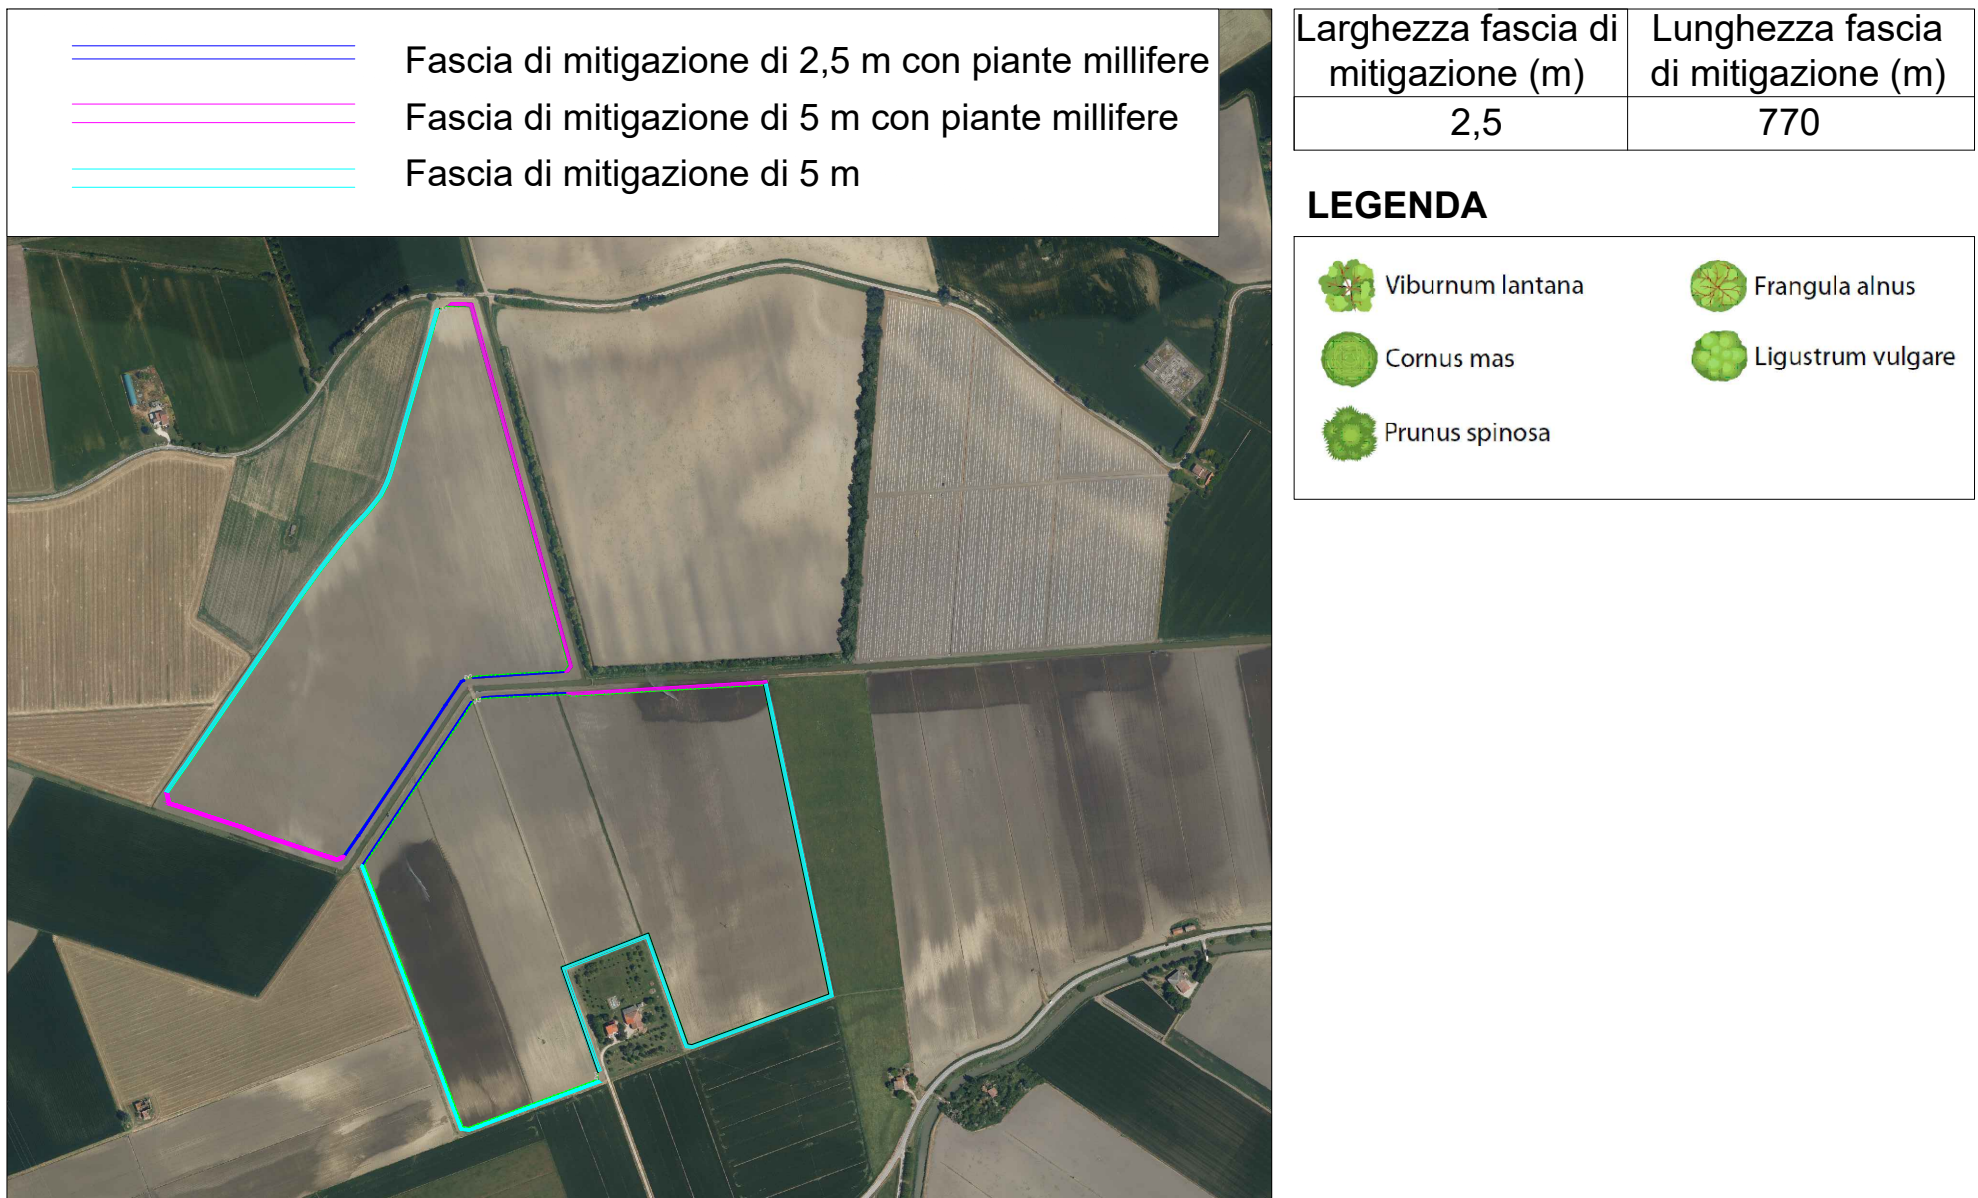 Fascia di mitigazione di 2,5 m con piante millifere
Fascia di mitigazione di 5 m con piante millifere
Fascia di mitigazione di 5 m
Larghezza fascia di
mitigazione (m)
Lunghezza fascia
di mitigazione (m)
2,5
770
LEGENDA
Viburnum lantana
Frangula alnus
Cornus mas
Ligustrum vulgare
Prunus spinosa